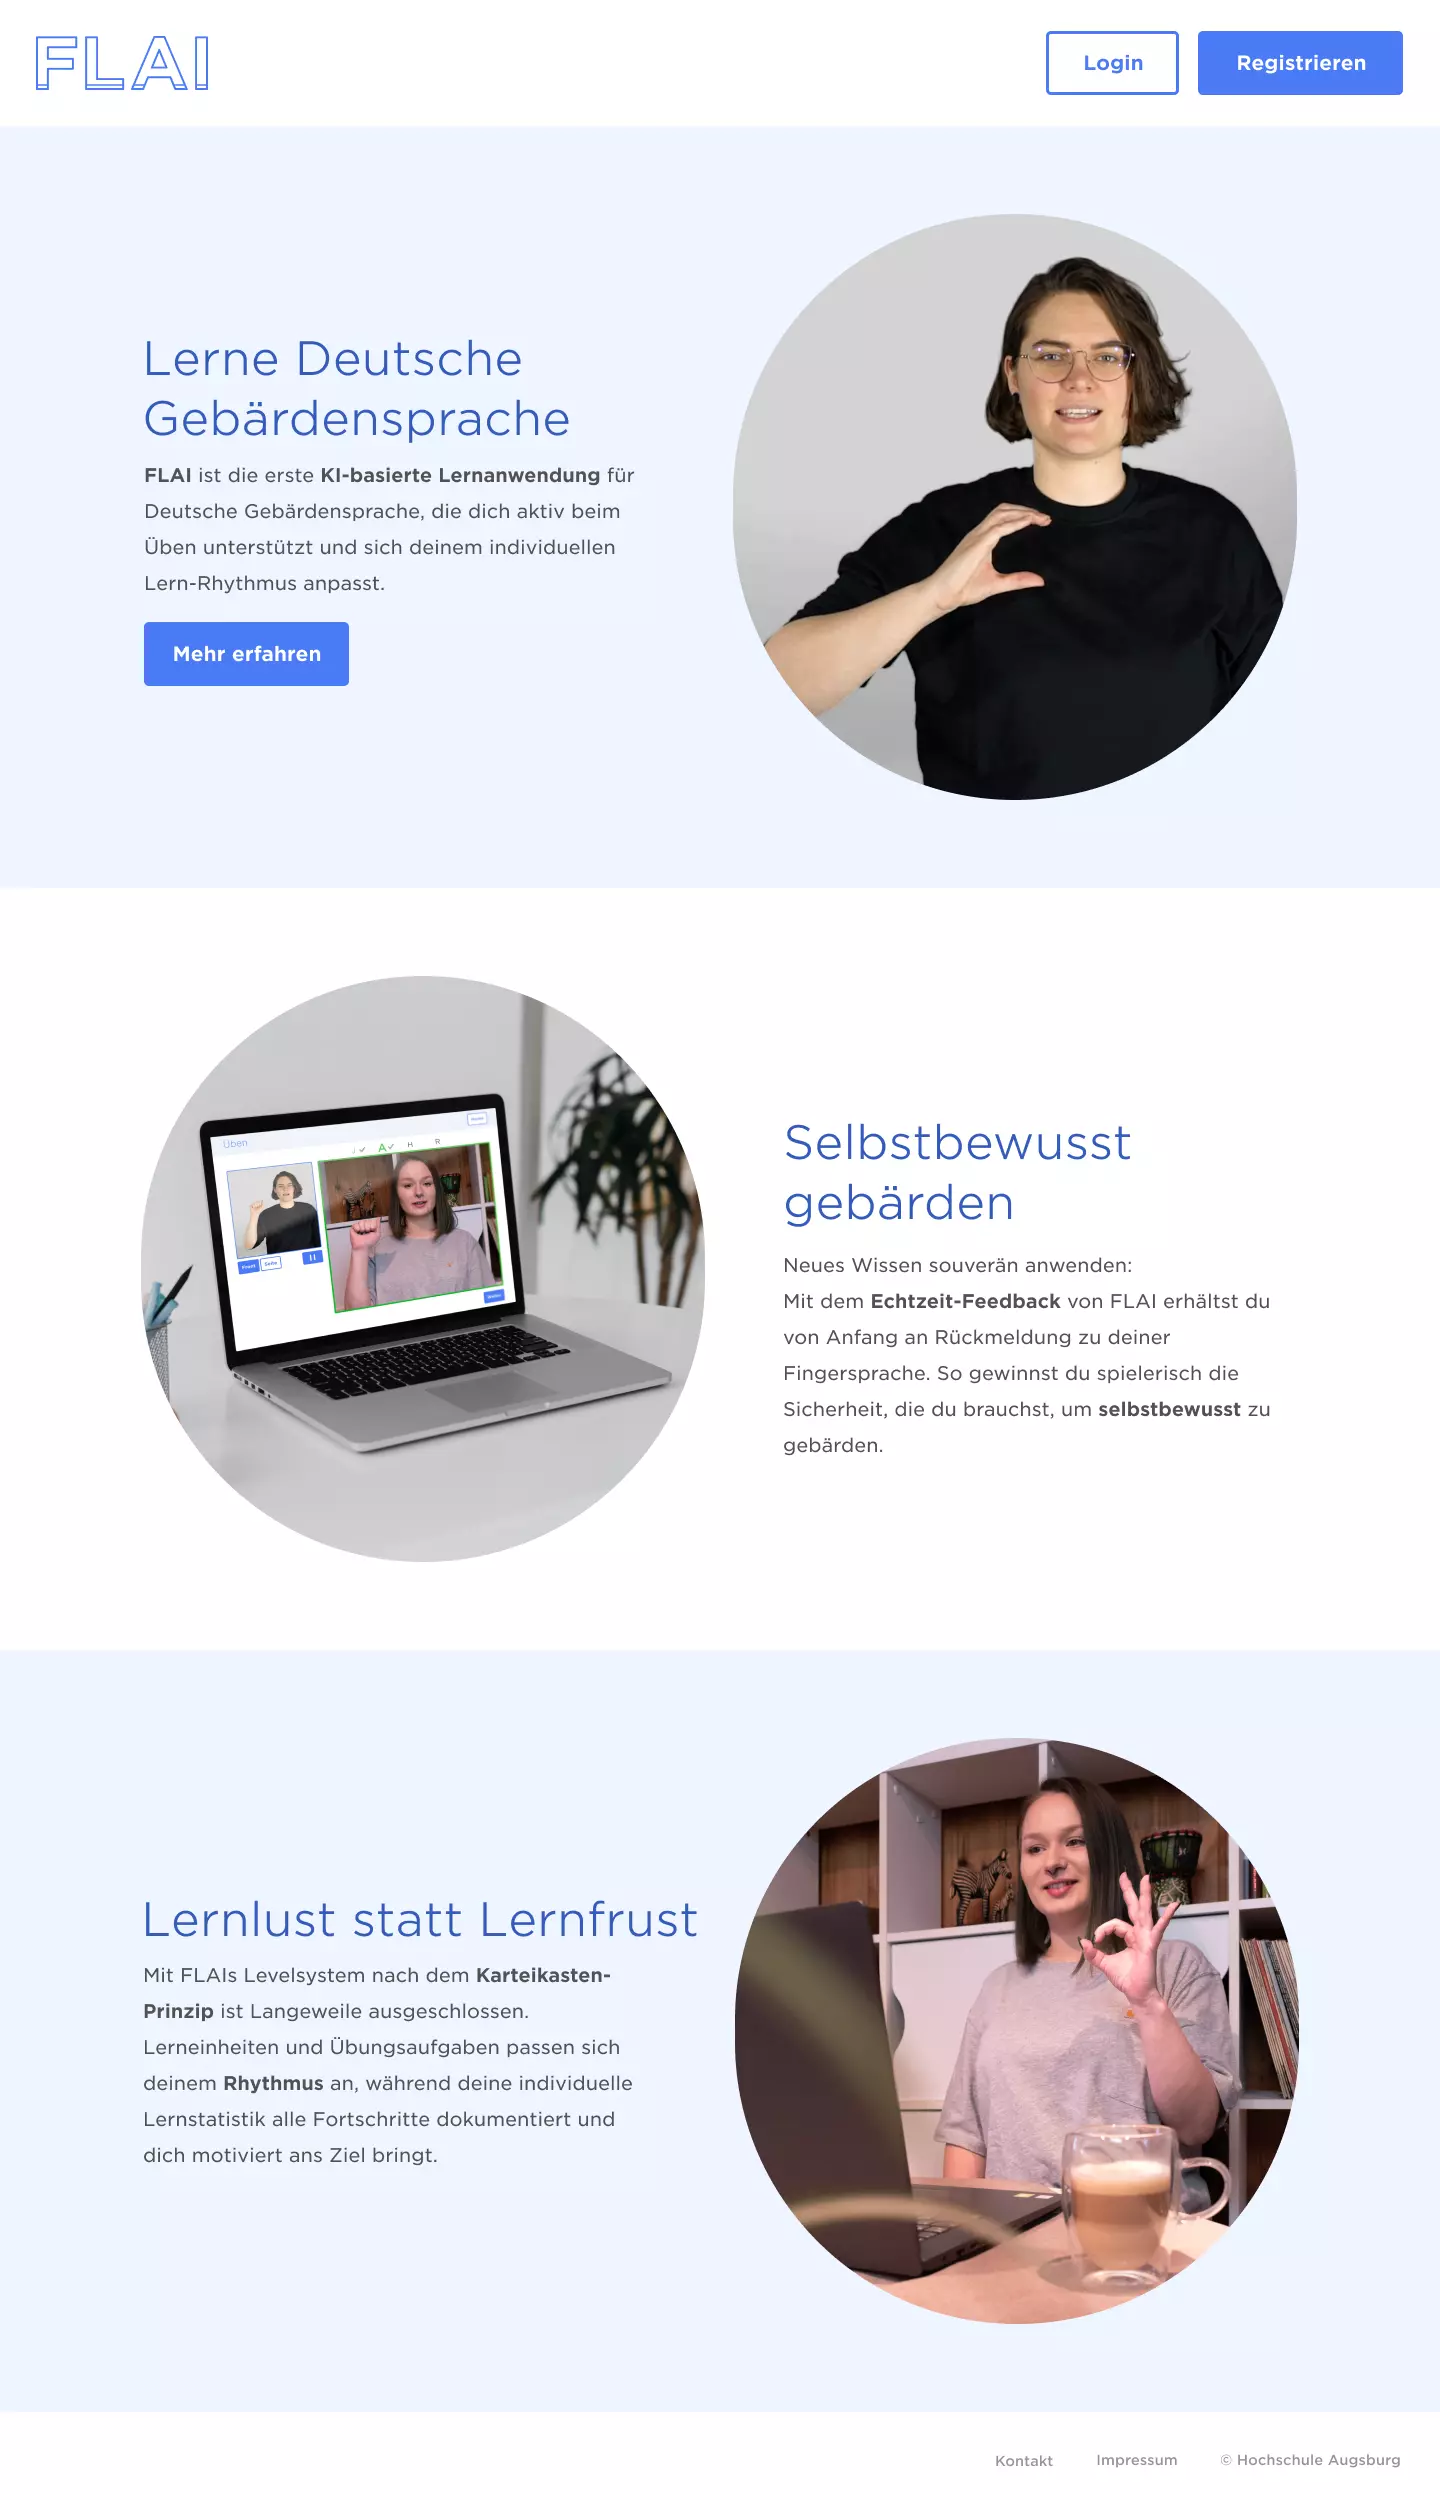 FLAI
Login
Registrieren
Lerne Deutsche
Gebärdensprache
FLAI ist die erste KI-basierte Lernanwendung für
Deutsche Gebärdensprache, die dich aktiv beim
Üben unterstützt und sich deinem individuellen
Lern-Rhythmus anpasst.
Mehr erfahren
Üben
J A H R
Front
Seite
Selbstbewusst
gebärden
Neues Wissen souverän anwenden:
Mit dem Echtzeit-Feedback von FLAI erhältst du
von Anfang an Rückmeldung zu deiner
Fingersprache. So gewinnst du spielerisch die
Sicherheit, die du brauchst, um selbstbewusst zu
gebärden.
Lernlust statt Lernfrust
Mit FLAIs Levelsystem nach dem Karteikasten-
Prinzip ist Langeweile ausgeschlossen.
Lerneinheiten und Übungsaufgaben passen sich
deinem Rhythmus an, während deine individuelle
Lernstatistik alle Fortschritte dokumentiert und
dich motiviert ans Ziel bringt.
Kontakt
Impressum
© Hochschule Augsburg